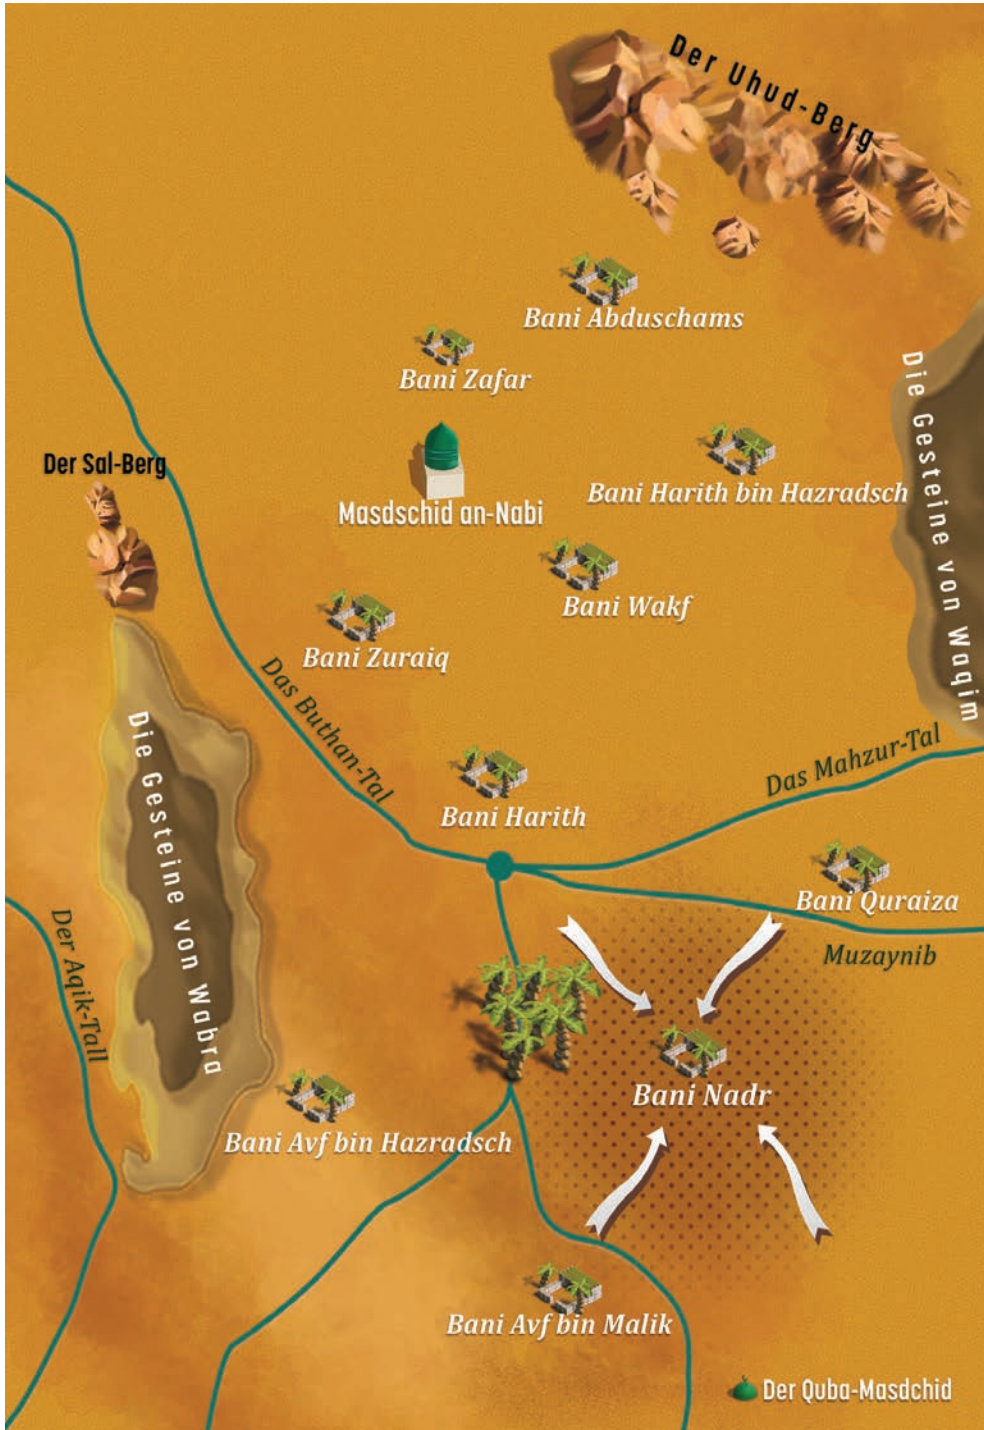 Der Uhud-Berg
Bani Abduschams
Bani Zafar
Die Gesteine von Waqim
Der Sal-Berg
Bani Harith bin Hazradsch
Masdschid an-Nabi
Bani Wakf
Bani Zuraiq
Das Buthan-Tal
Die Gesteine von Wabra
Das Mahzur-Tal
Bani Harith
Bani Quraiza
Muzaynib
Der Aqik-Tall
Bani Nadr
Bani Avf bin Hazradsch
Bani Avf bin Malik
Der Quba-Masdchid